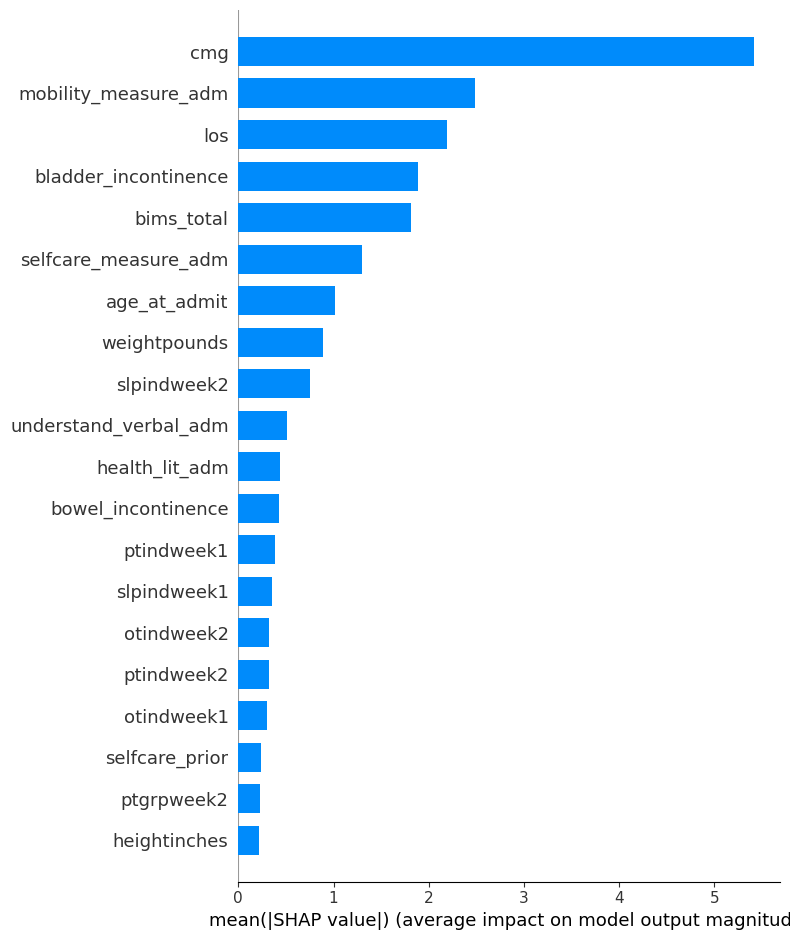 cmg
mobility_measure_adm
los
bladder_incontinence
bims_total
selfcare_measure_adm
age_at_admit
weightpounds
slpindweek2
understand_verbal_adm
health_lit_adm
bowel_incontinence
ptindweek1
slpindweek1
otindweek2
ptindweek2
otindweek1
selfcare_prior
ptgrpweek2
heightinches
0 1 2 3 4 5
mean(|SHAP value|) (average impact on model output magnitud